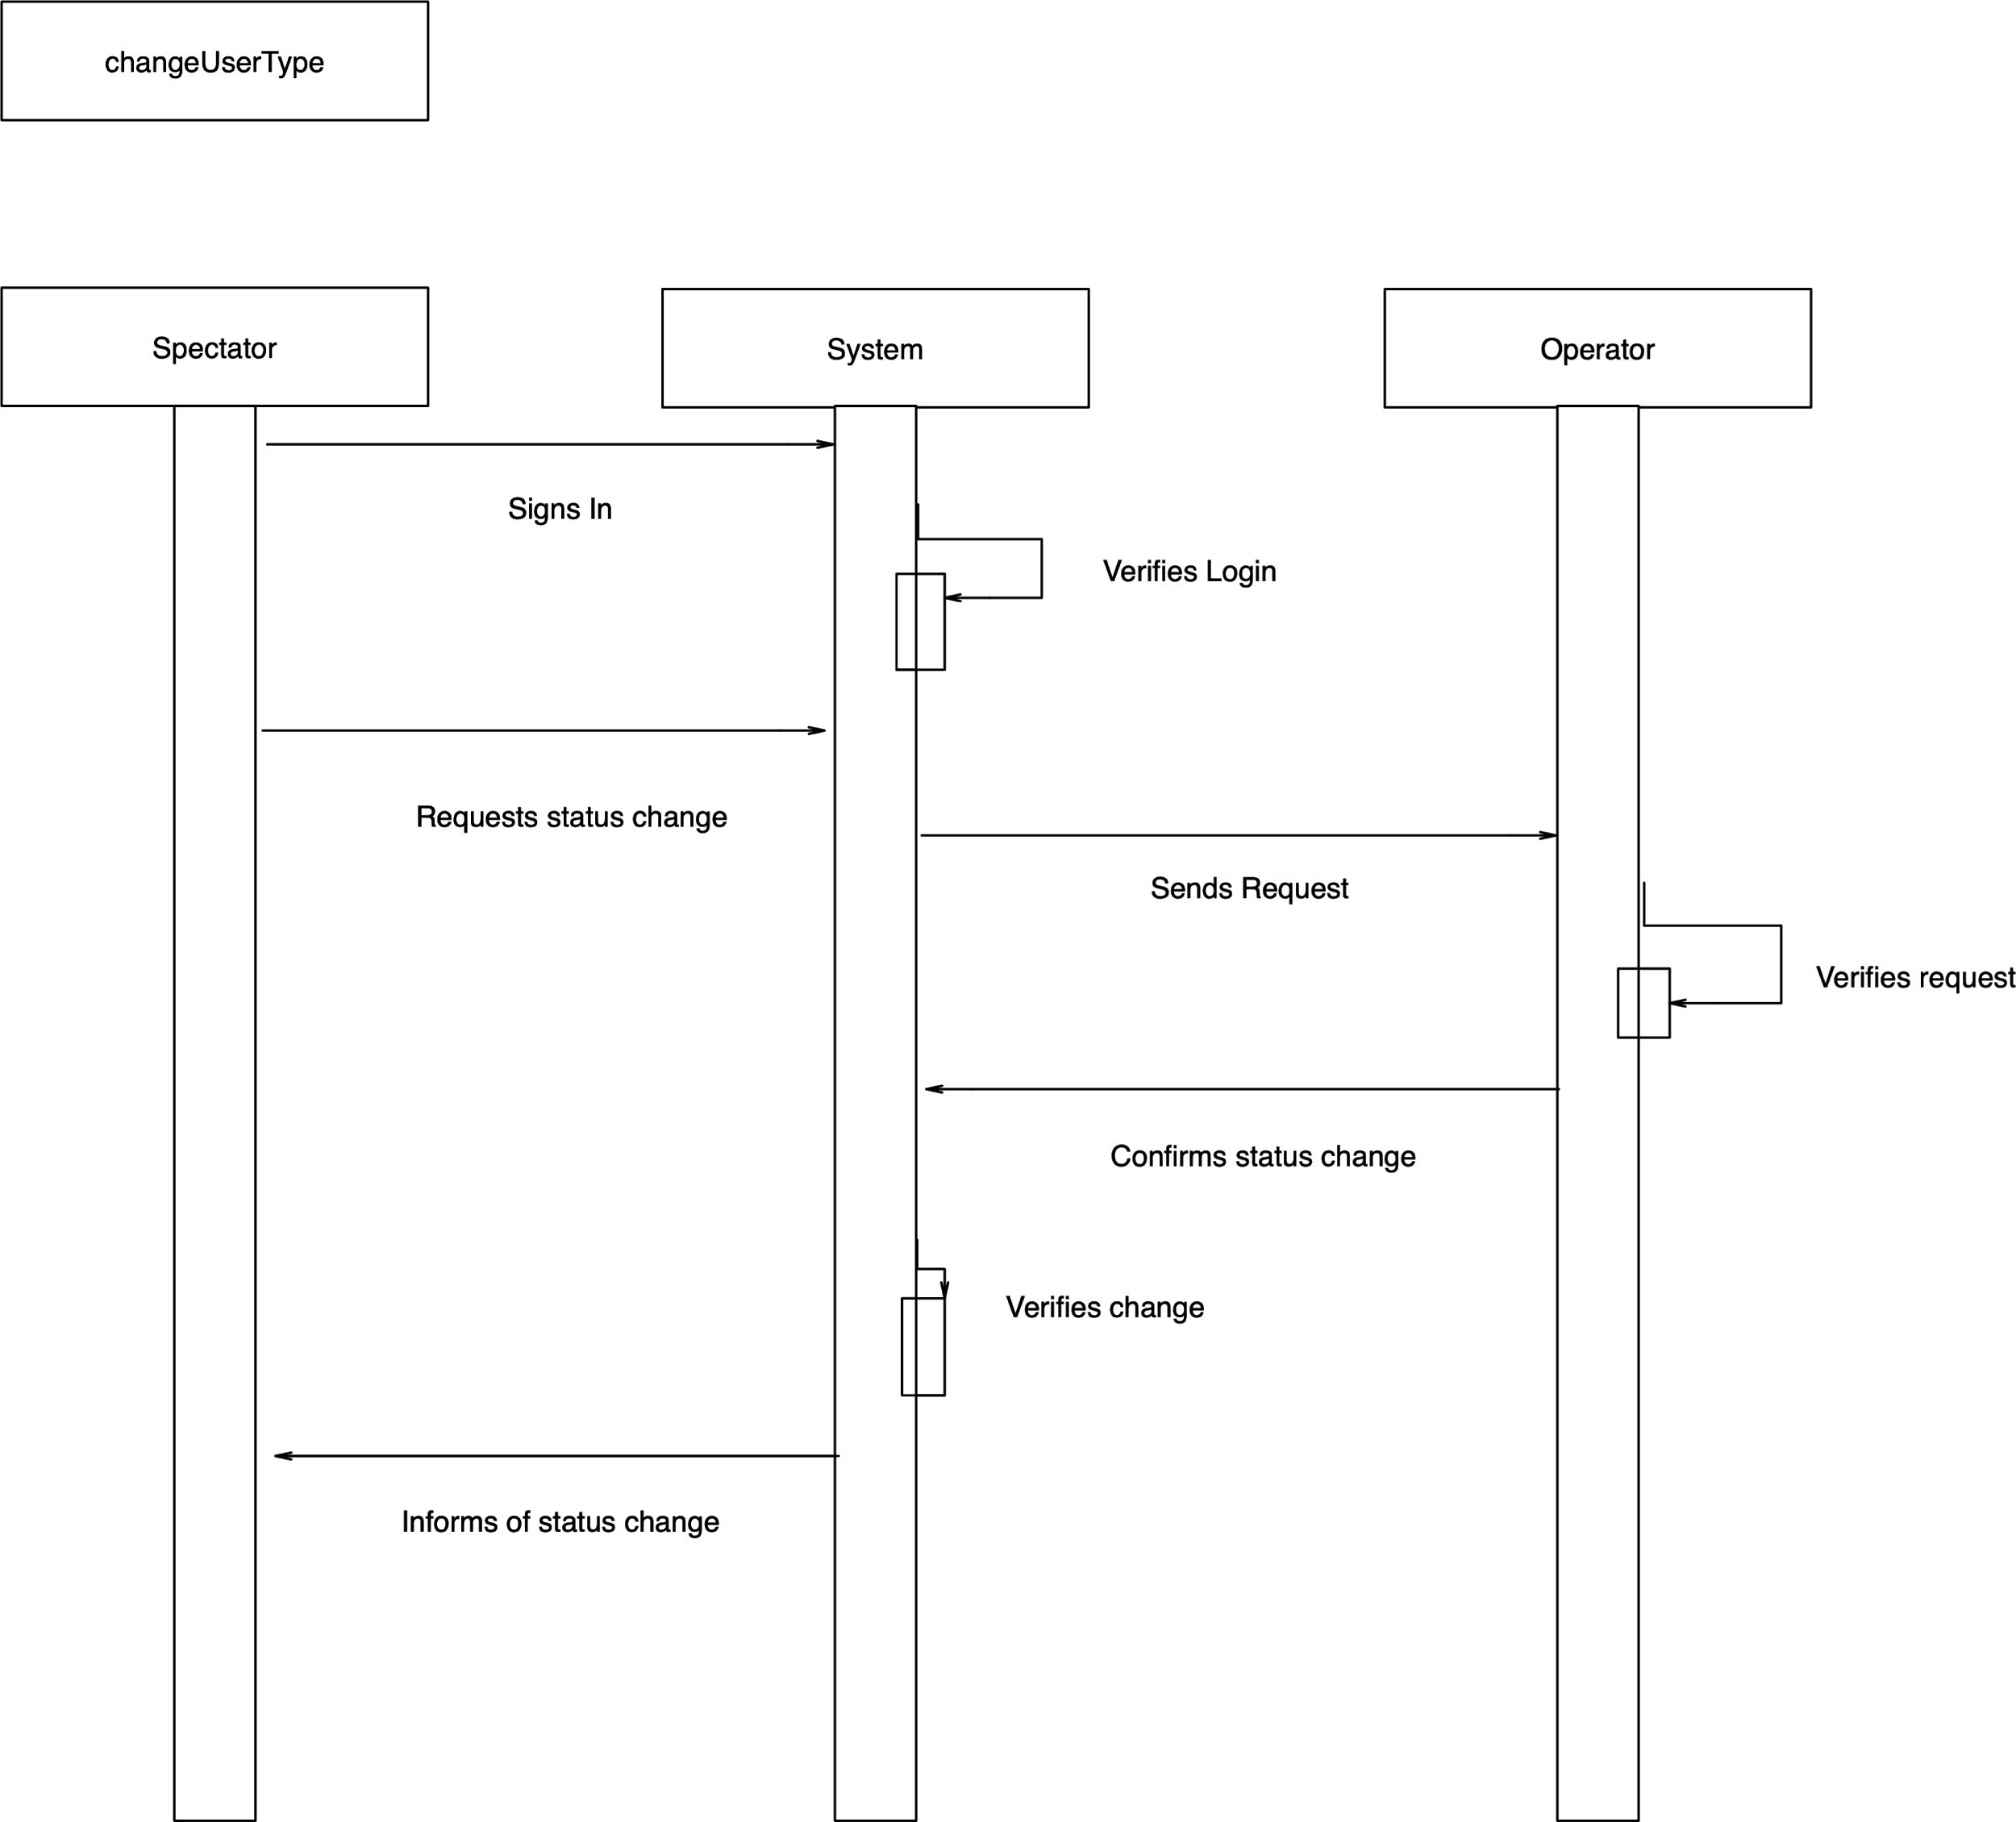 changeUserType
Spectator
System
Operator
Signs In
Verifies Login
Requests status change
Sends Request
Verifies request
Confirms status change
Verifies change
Informs of status change